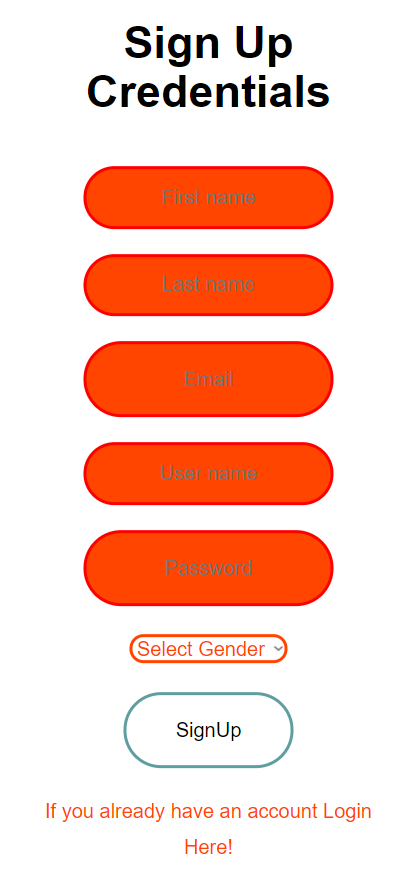 Sign Up
Credentials
First name
Last name
Email
User name
Password
Select Gender
SignUp
If you already have an account Login
Here!